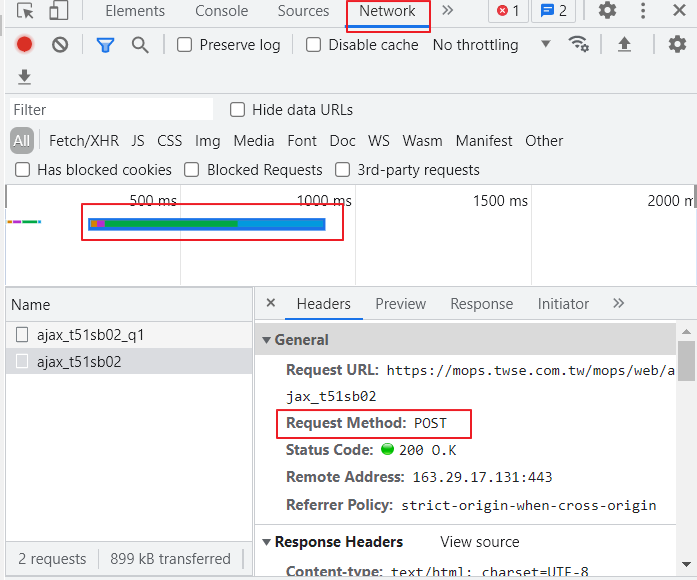 Elements Console Sources Network 1 2
Preserve log Disable cache No throttling
Filter Hide data URLs
All Fetch/XHR JS CSS Img Media Font Doc WS Wasm Manifest Other
Has blocked cookies Blocked Requests 3rd-party requests
500 ms 1000 ms 1500 ms 2000 m
Name
ajax_t51sb02_q1
ajax_t51sb02
2 requests 899 kB transferred
× Headers Preview Response Initiator
General
Request URL: https://mops.twse.com.tw/mops/web/a
jax_t51sb02
Request Method: POST
Status Code: 200 O.K
Remote Address: 163.29.17.131:443
Referrer Policy: strict-origin-when-cross-origin
Response Headers View source
Content-type: text/html; charset=UTF-8